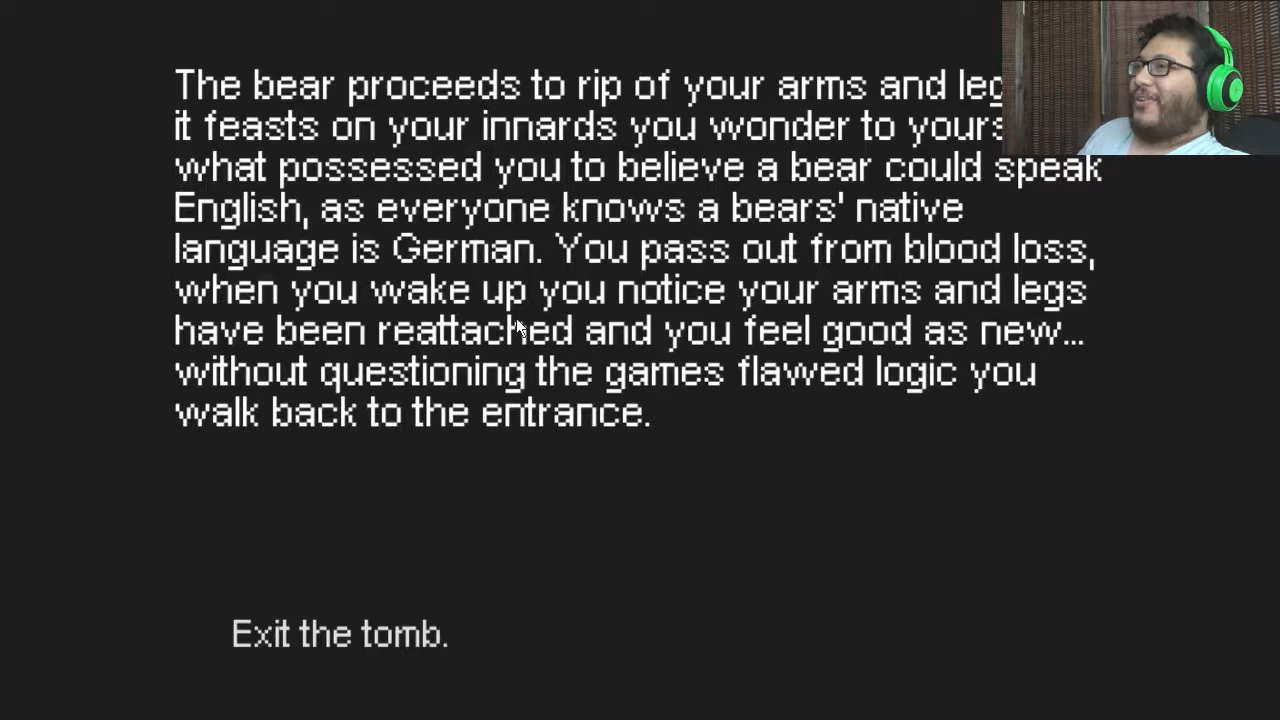 The bear proceeds to rip of your arms and
it feasts on your innards you wonder to
what possessed you to believe a bear could speak
English, as everyone knows a bears' native
language is German. You pass out from blood loss,
when you wake up you notice your arms and legs
have been reattached and you feel good as new...
without questioning the games flawed logic you
walk back to the entrance.
Exit the tomb.